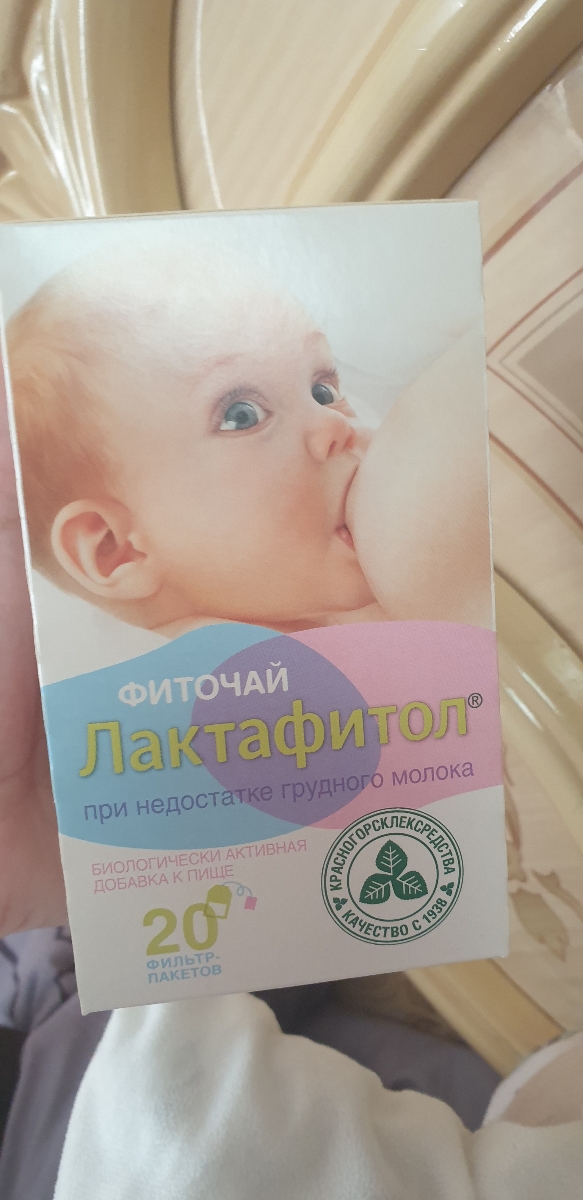 ФИТОЧАЙ
Лактафитол®
при недостатке грудного молока
БИОЛОГИЧЕСКИ АКТИВНАЯ
ДОБАВКА К ПИЩЕ
20
ФИЛЬТР-
ПАКЕТОВ
КРАСНОГОРСКЛЕКСРЕДСТВА
КАЧЕСТВО С 1938